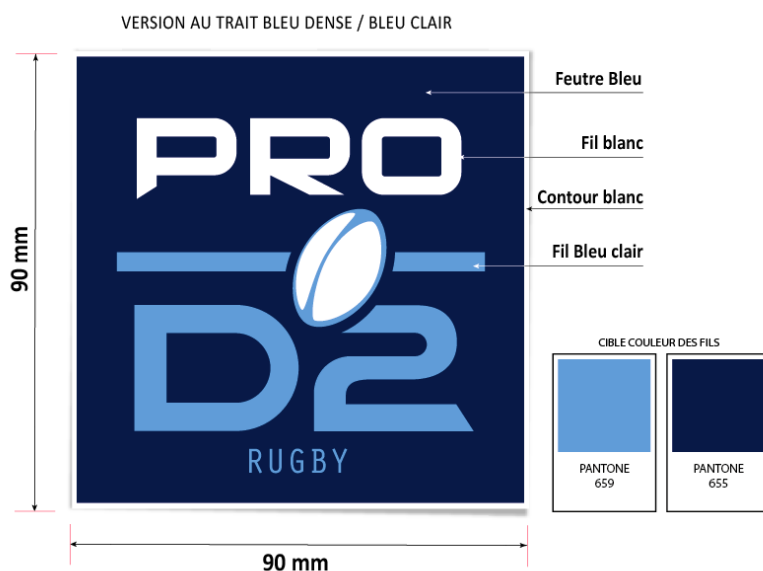 VERSION AU TRAIT BLEU DENSE / BLEU CLAIR
Feutre Bleu
PRO
Fil blanc
Contour blanc
Fil Bleu clair
90 mm
D2
RUGBY
CIBLE COULEUR DES FILS
PANTONE
659
PANTONE
655
90 mm